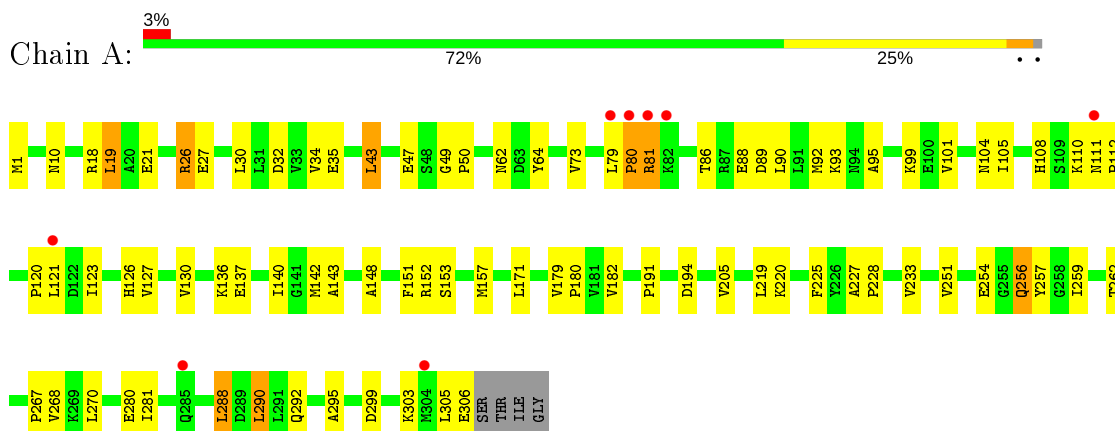 3%
Chain A:
72% 25% • •
M1 N10 R18 L19 A20 E21 R26 E27 L30 L31 D32 V33 V34 E35 L43 E47 S48 G49 P50 N62 D63 Y64 V73 L79 P80 R81 K82 T86 R87 E88 D89 L90 L91 M92 K93 N94 A95 K99 E100 V101 N104 I105 H108 S109 K110 N111
P120 L121 D122 I123 H126 V127 V130 K136 E137 I140 G141 M142 A143 A148 F151 R152 S153 M157 L171 V179 P180 V181 V182 P191 D194 V205 L219 K220 F225 Y226 A227 P228 V233 V251 E254 G255 Q256 Y257 G258 I259
P267 V268 K269 L270 E280 I281 Q285 L288 D289 L290 L291 Q292 A295 D299 K303 M304 L305 E306 SER THR ILE GLY